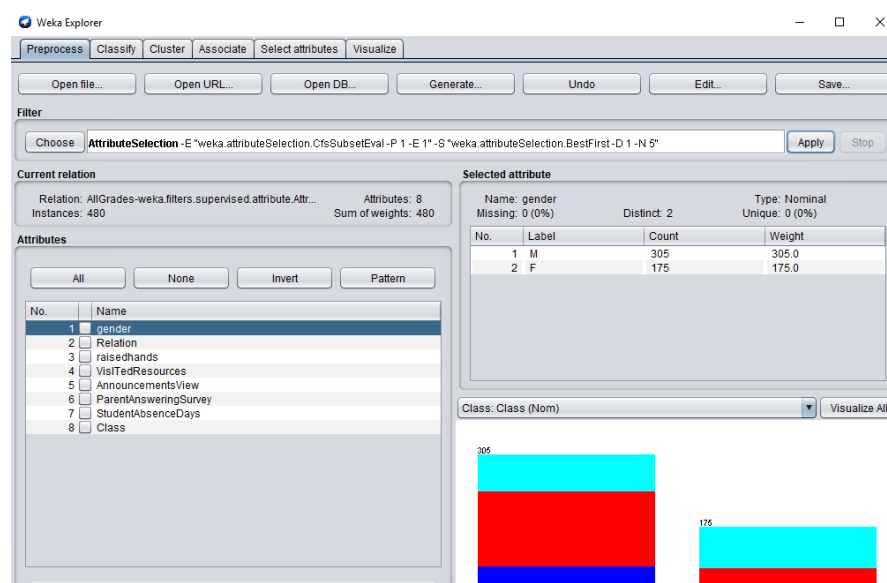 Weka Explorer
Preprocess Classify Cluster Associate Select attributes Visualize
Open file... Open URL... Open DB... Generate... Undo Edit... Save...
Filter
Choose AttributeSelection -E "weka.attributeSelection.CfsSubsetEval -P 1 -E 1" -S "weka.attributeSelection.BestFirst -D 1 -N 5" Apply Stop
Current relation
Relation: AllGrades-weka.filters.supervised.attribute.Attr... Attributes: 8
Instances: 480 Sum of weights: 480
Selected attribute
Name: gender Type: Nominal
Missing: 0 (0%) Distinct: 2 Unique: 0 (0%)
No. Label Count Weight
1 M 305 305.0
2 F 175 175.0
Attributes
All None Invert Pattern
No. Name
1 gender
2 Relation
3 raisedhands
4 VisITedResources
5 AnnouncementsView
6 ParentAnsweringSurvey
7 StudentAbsenceDays
8 Class
Class: Class (Nom) Visualize All
305
175